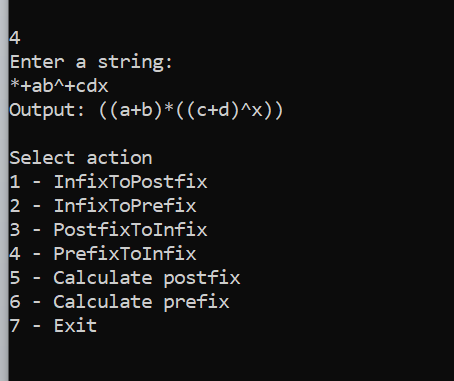 4
Enter a string:
*+ab^+cdx
Output: ((a+b)*((c+d)^x))
Select action
1 - InfixToPostfix
2 - InfixToPrefix
3 - PostfixToInfix
4 - PrefixToInfix
5 - Calculate postfix
6 - Calculate prefix
7 - Exit